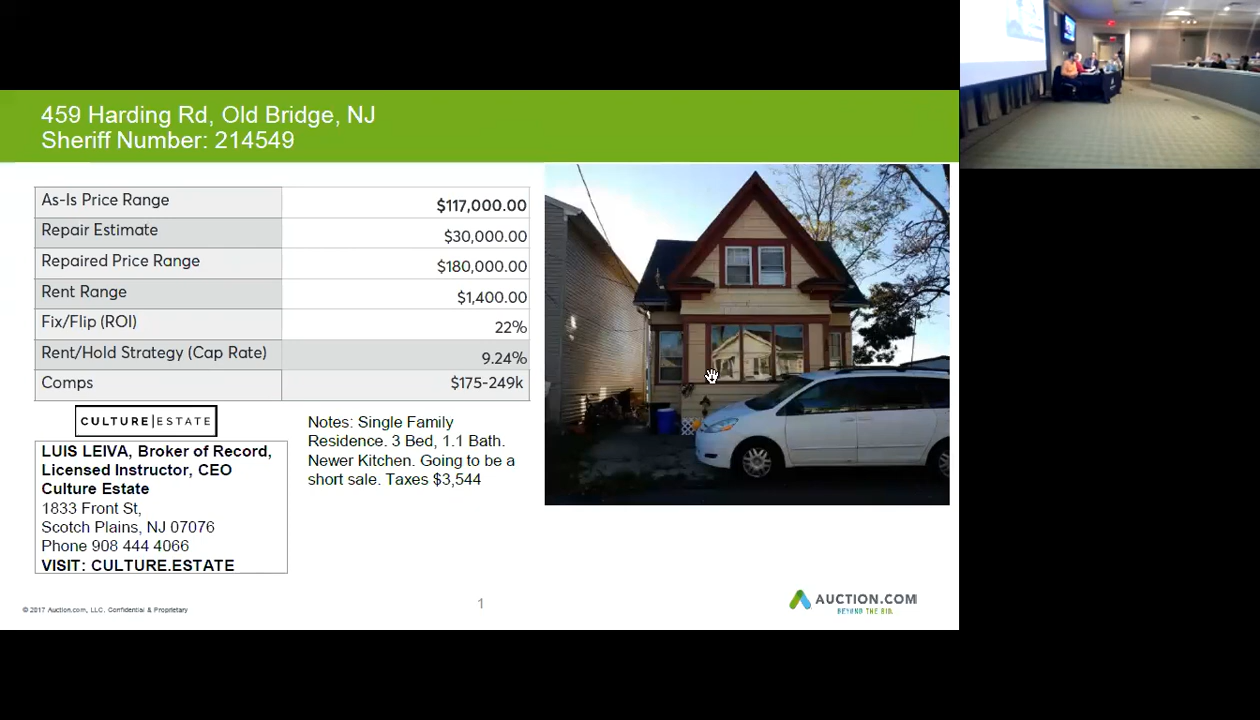 459 Harding Rd, Old Bridge, NJ
Sheriff Number: 214549
As-Is Price Range $117,000.00
Repair Estimate $30,000.00
Repaired Price Range $180,000.00
Rent Range $1,400.00
Fix/Flip (ROI) 22%
Rent/Hold Strategy (Cap Rate) 9.24%
Comps $175-249k
CULTURE|ESTATE
LUIS LEIVA, Broker of Record,
Licensed Instructor, CEO
Culture Estate
1833 Front St,
Scotch Plains, NJ 07076
Phone 908 444 4066
VISIT: CULTURE.ESTATE
Notes: Single Family
Residence. 3 Bed, 1.1 Bath.
Newer Kitchen. Going to be a
short sale. Taxes $3,544
© 2017 Auction.com, LLC. Confidential & Proprietary
1
AUCTION.COM
BEYOND THE BID.